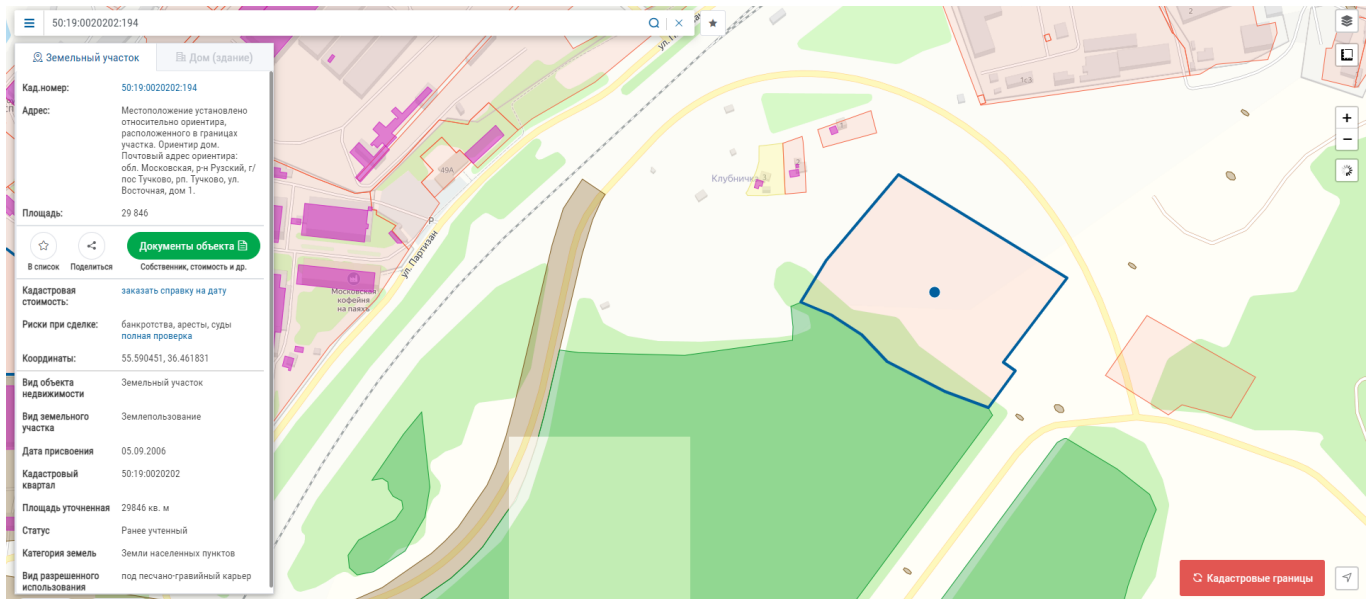 50:19:0020202:194
Земельный участок
Дом (здание)
Кад.номер: 50:19:0020202:194
Адрес: Местоположение установлено
относительно ориентира,
расположенного в границах
участка. Ориентир дом.
Почтовый адрес ориентира:
обл. Московская, р-н Рузский, г/
пос Тучково, рп. Тучково, ул.
Восточная, дом 1.
Площадь: 29 846
В список
Поделиться
Документы объекта
Собственник, стоимость и др.
Кадастровая
стоимость:
заказать справку на дату
Риски при сделке: банкротства, аресты, суды
полная проверка
Координаты: 55.590451, 36.461831
Вид объекта
недвижимости
Земельный участок
Вид земельного
участка
Землепользование
Дата присвоения 05.09.2006
Кадастровый
квартал
50:19:0020202
Площадь уточненная 29846 кв. м
Статус Ранее учтенный
Категория земель Земли населенных пунктов
Вид разрешенного
использования
под песчано-гравийный карьер
49А
р.
ул. Партизан
Московская
кофейня
на паяхъ
2
1с3
+
−
Кадастровые границы